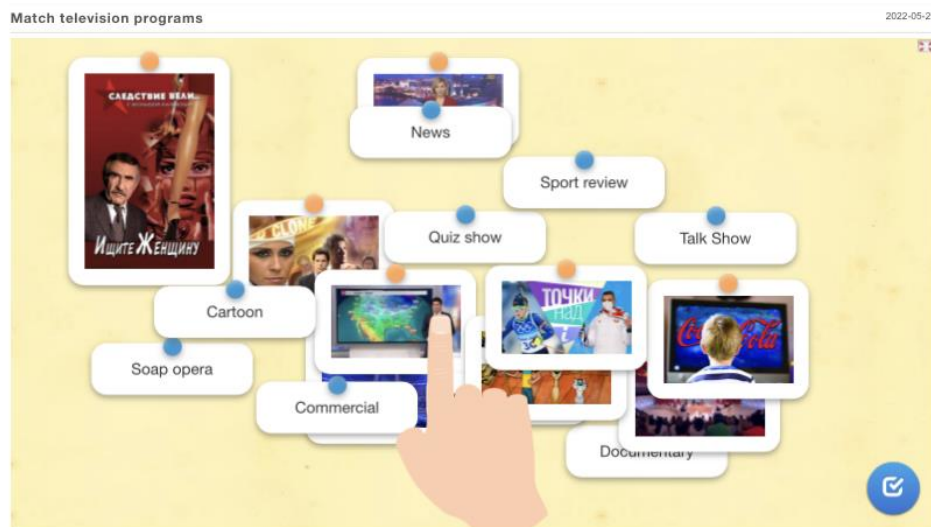 Match television programs
2022-05-2
СЛЕДСТВИЕ ВЕЛИ...
ИЩИТЕ ЖЕНЩИНУ
News
Sport review
CLONE
Quiz show
Talk Show
Cartoon
ТОЧКИ
НАД
i
Coca Cola
Soap opera
Commercial
Documentary